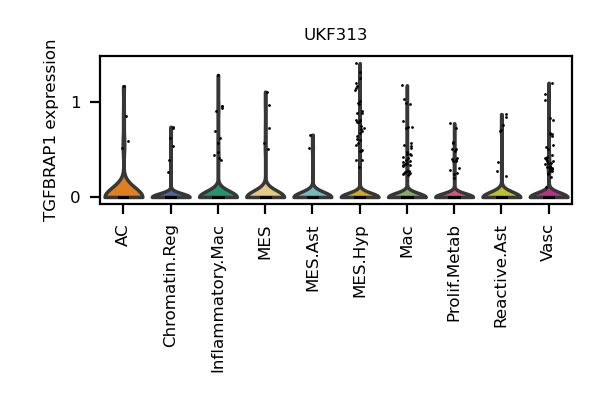 UKF313
TGFBRAP1 expression
1
0
AC
Chromatin.Reg
Inflammatory.Mac
MES
MES.Ast
MES.Hyp
Mac
Prolif.Metab
Reactive.Ast
Vasc